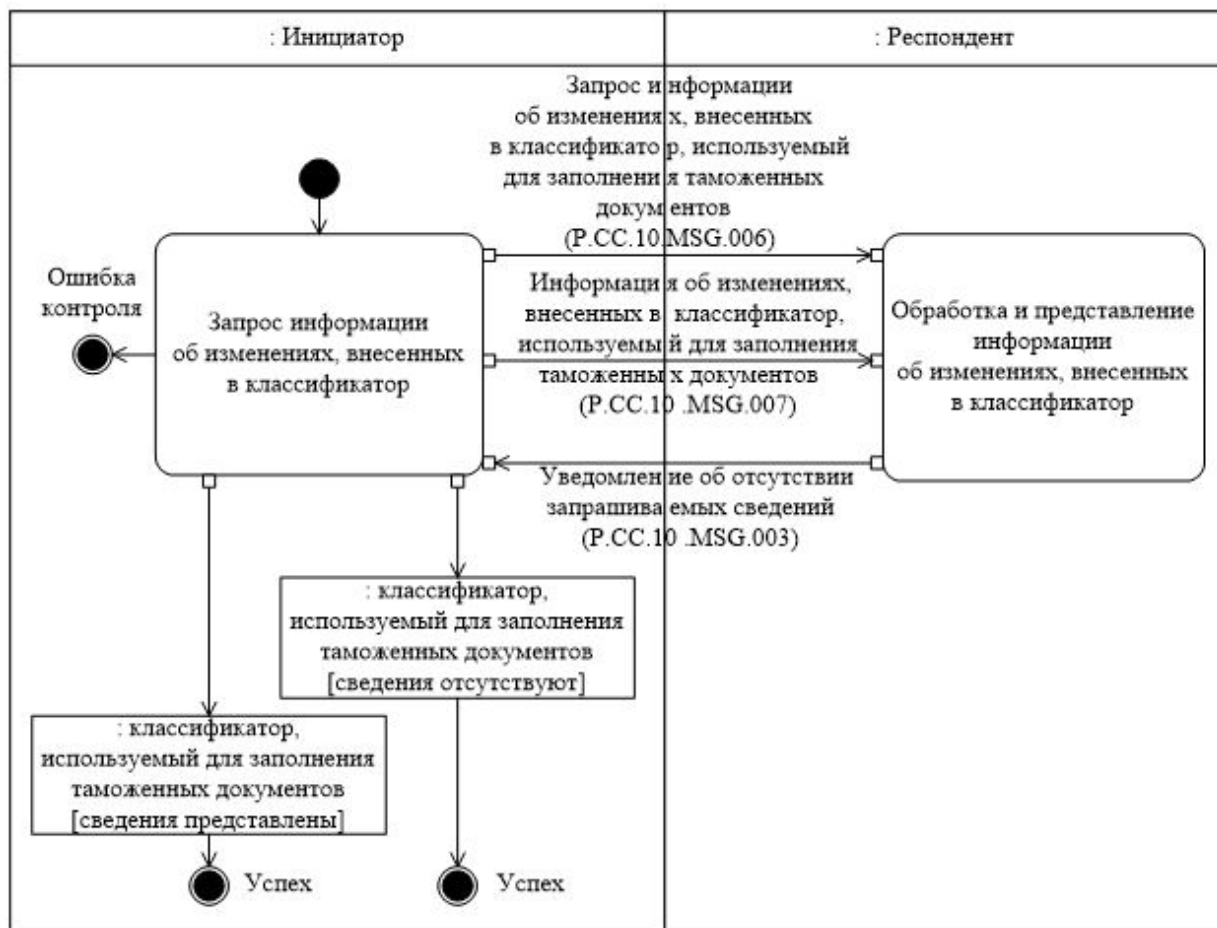 : Инициатор
: Респондент
Запрос информации
об изменениях, внесенных
в классификатор, используемый
для заполнения таможенных
документов
(P.CC.10.MSG.006)
Ошибка
контроля
Запрос информации
об изменениях, внесенных
в классификатор
Информация об изменениях,
внесенных в классификатор,
используемый для заполнения
таможенных документов
(P.CC.10 .MSG.007)
Обработка и представление
информации
об изменениях, внесенных
в классификатор
Уведомление об отсутствии
запрашиваемых сведений
(P.CC.10 .MSG.003)
: классификатор,
используемый для заполнения
таможенных документов
[сведения отсутствуют]
: классификатор,
используемый для заполнения
таможенных документов
[сведения представлены]
Успех
Успех